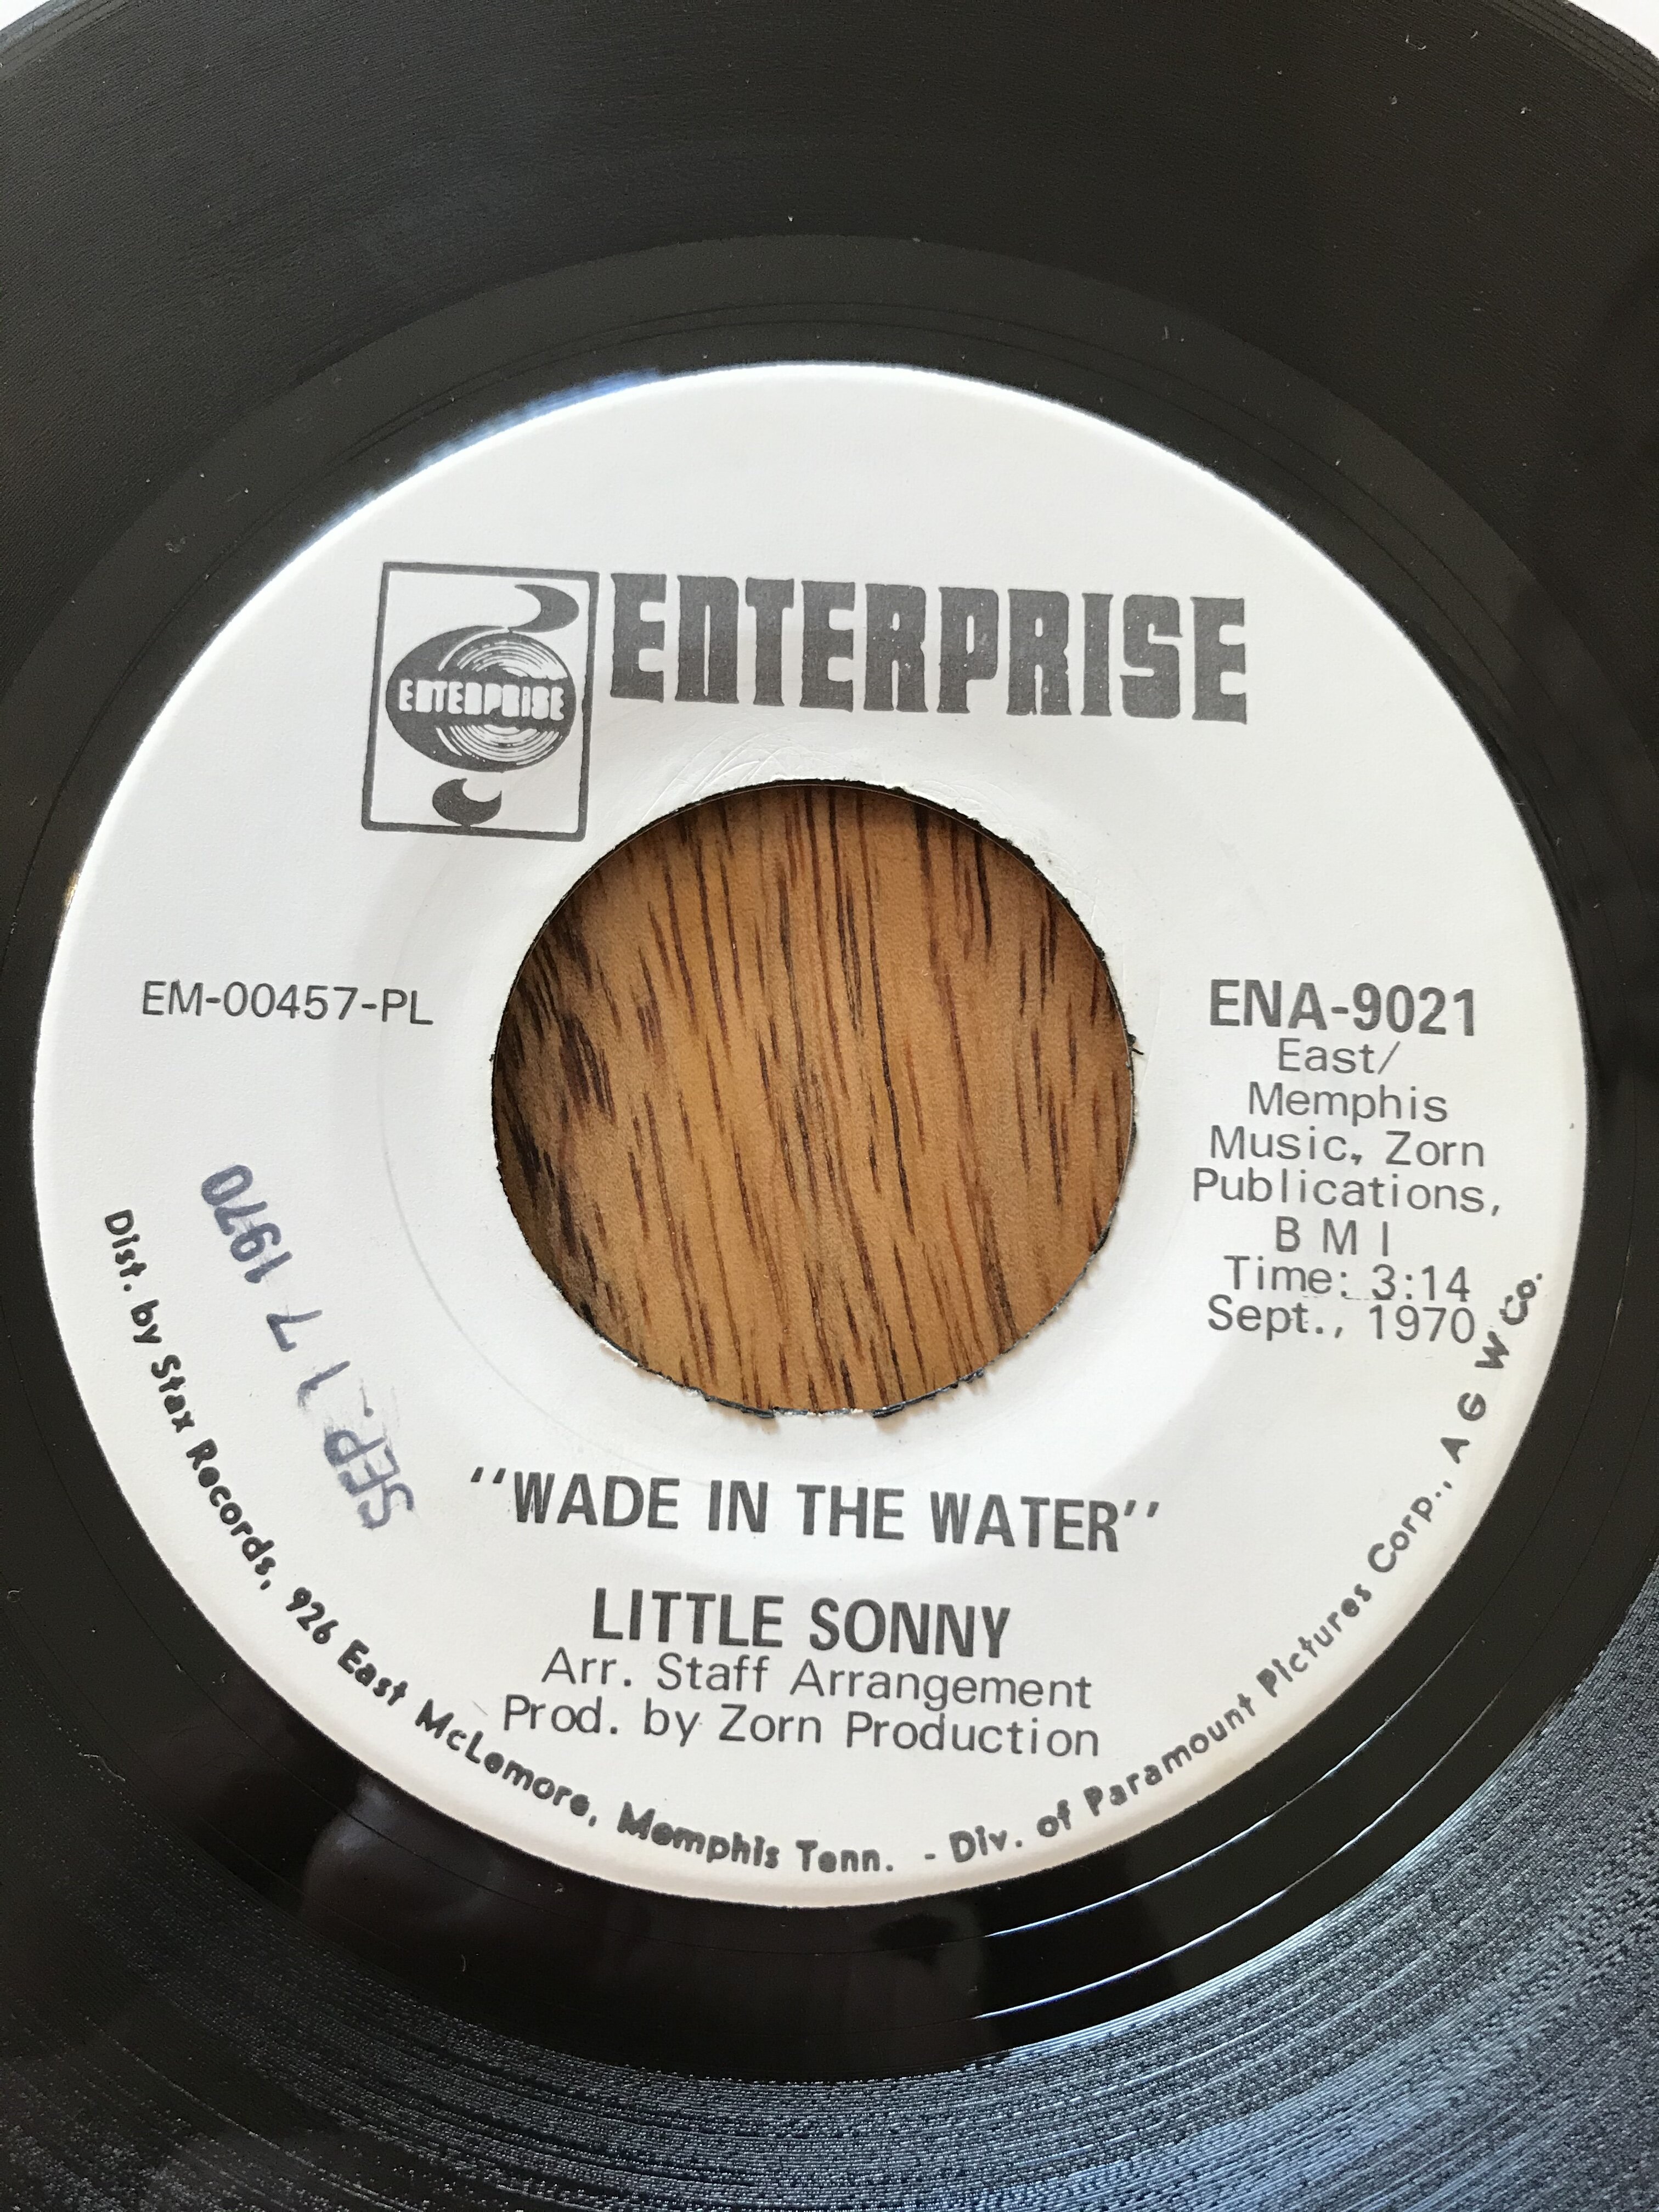 ENTERPRISE
ENTERPRISE
EM-00457-PL
ENA-9021
East/
Memphis
Music, Zorn
Publications,
B M I
Time: 3:14
Sept., 1970
SEP. 1 7 1970
"WADE IN THE WATER"
LITTLE SONNY
Arr. Staff Arrangement
Prod. by Zorn Production
Dist. by Stax Records, 926 East McLemore, Memphis Tenn. - Div. of Paramount Pictures Corp., A G W Co.